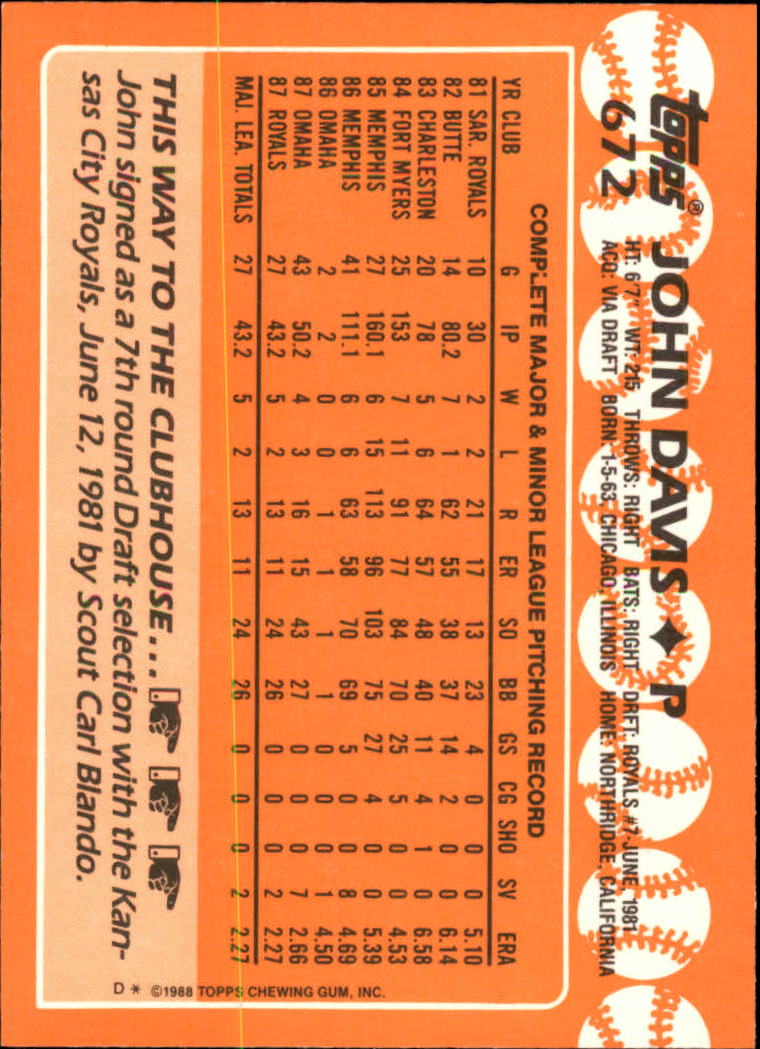 topps® JOHN DAVIS ✦ P
672 HT: 6'7" WT: 215 THROWS: RIGHT BATS: RIGHT DRFT: ROYALS #7-JUNE, 1981
ACQ: VIA DRAFT BORN: 1-5-63, CHICAGO, ILLINOIS HOME: NORTHRIDGE, CALIFORNIA
COMPLETE MAJOR & MINOR LEAGUE PITCHING RECORD
YR CLUB G IP W L R ER SO BB GS CG SHO SV ERA
81 SAR. ROYALS 10 30 2 2 21 17 13 23 4 0 0 0 5.10
82 BUTTE 14 80.2 7 1 62 55 38 37 14 2 0 0 6.14
83 CHARLESTON 20 78 5 6 64 57 48 40 11 4 1 0 6.58
84 FORT MYERS 25 153 7 11 91 77 84 70 25 5 0 0 4.53
85 MEMPHIS 27 160.1 6 15 113 96 103 75 27 4 0 0 5.39
86 MEMPHIS 41 111.1 6 6 63 58 70 69 5 0 0 8 4.69
86 OMAHA 2 2 0 0 1 1 1 1 0 0 0 1 4.50
87 OMAHA 43 50.2 4 3 16 15 43 27 0 0 0 7 2.66
87 ROYALS 27 43.2 5 2 13 11 24 26 0 0 0 2 2.27
MAJ. LEA. TOTALS 27 43.2 5 2 13 11 24 26 0 0 0 2 2.27
THIS WAY TO THE CLUBHOUSE...
John signed as a 7th round Draft selection with the Kan-
sas City Royals, June 12, 1981 by Scout Carl Blando.
D * ©1988 TOPPS CHEWING GUM, INC.